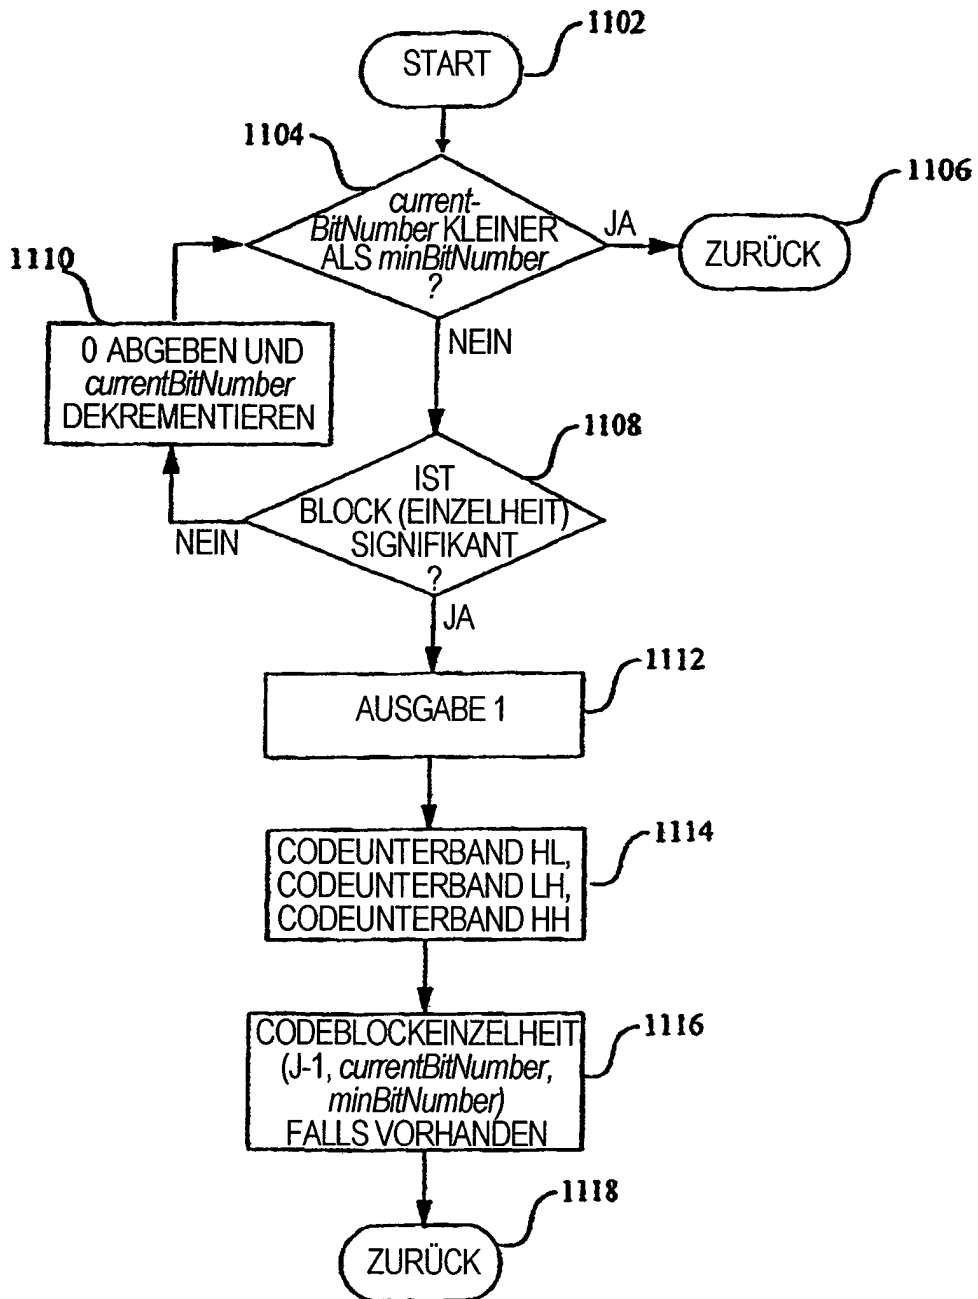 1102
START
1104
current-
BitNumber KLEINER
ALS minBitNumber
?
JA
1106
ZURÜCK
1110
0 ABGEBEN UND
currentBitNumber
DEKREMENTIEREN
NEIN
1108
IST
BLOCK (EINZELHEIT)
SIGNIFIKANT
?
NEIN
JA
1112
AUSGABE 1
1114
CODEUNTERBAND HL,
CODEUNTERBAND LH,
CODEUNTERBAND HH
1116
CODEBLOCKEINZELHEIT
(J-1, currentBitNumber,
minBitNumber)
FALLS VORHANDEN
1118
ZURÜCK